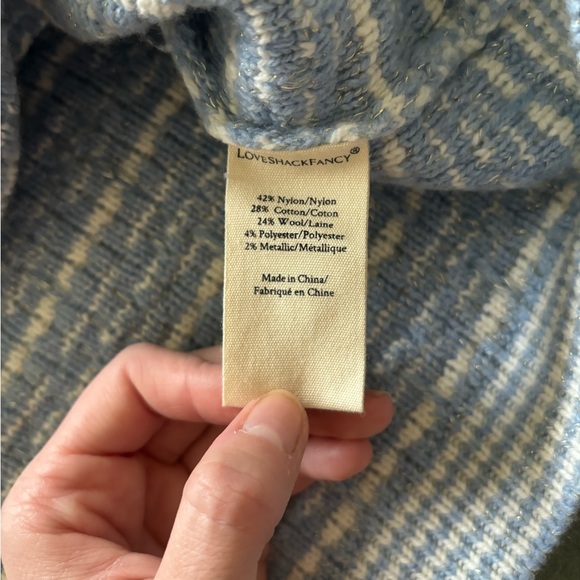 LOVESHACKFANCY®
42% Nylon/Nylon
28% Cotton/Coton
24% Wool/Laine
4% Polyester/Polyester
2% Metallic/Métallique
Made in China/
Fabriqué en Chine